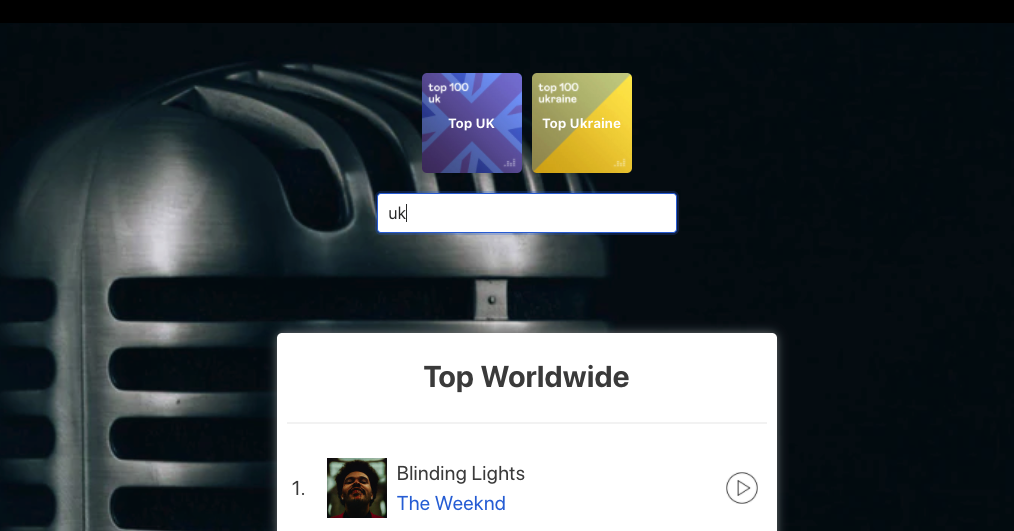 top 100
uk
Top UK
top 100
ukraine
Top Ukraine
uk
Top Worldwide
1.
Blinding Lights
The Weeknd